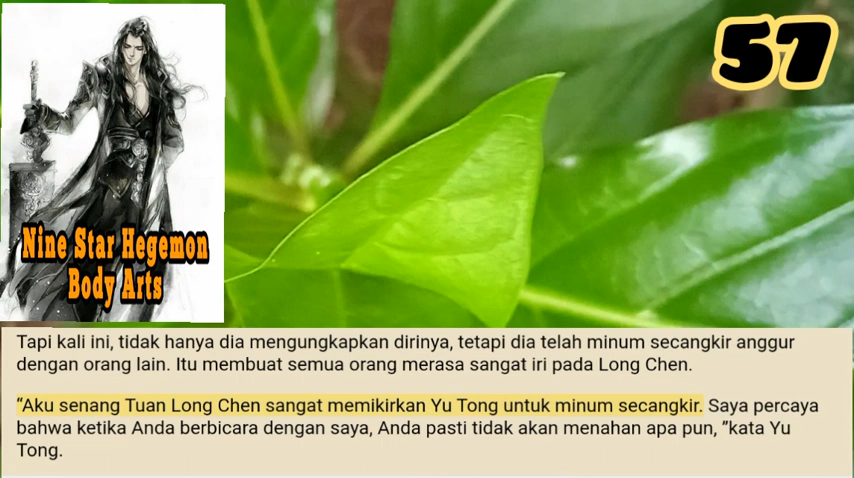 57
Nine Star Hegemon
Body Arts
Tapi kali ini, tidak hanya dia mengungkapkan dirinya, tetapi dia telah minum secangkir anggur
dengan orang lain. Itu membuat semua orang merasa sangat iri pada Long Chen.
“Aku senang Tuan Long Chen sangat memikirkan Yu Tong untuk minum secangkir. Saya percaya
bahwa ketika Anda berbicara dengan saya, Anda pasti tidak akan menahan apa pun, ”kata Yu
Tong.